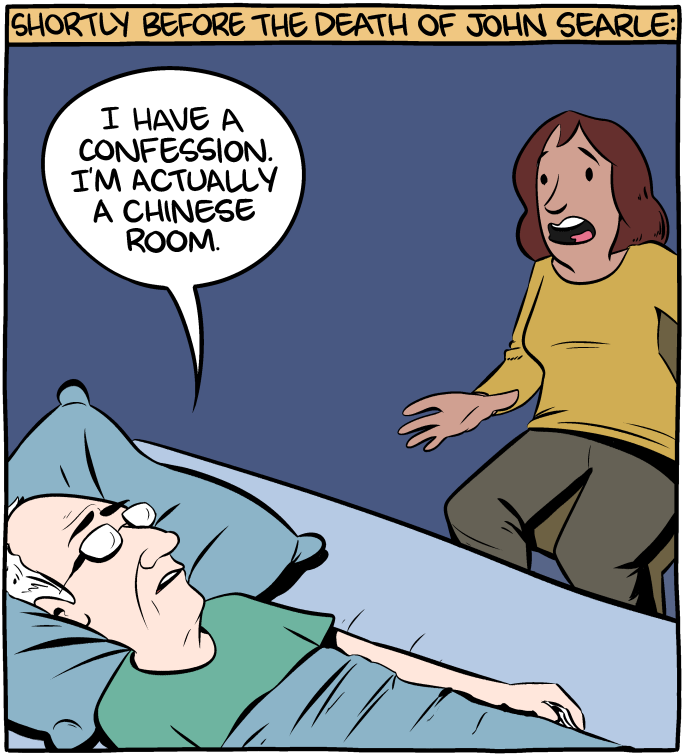 SHORTLY BEFORE THE DEATH OF JOHN SEARLE:
I HAVE A
CONFESSION.
I'M ACTUALLY
A CHINESE
ROOM.